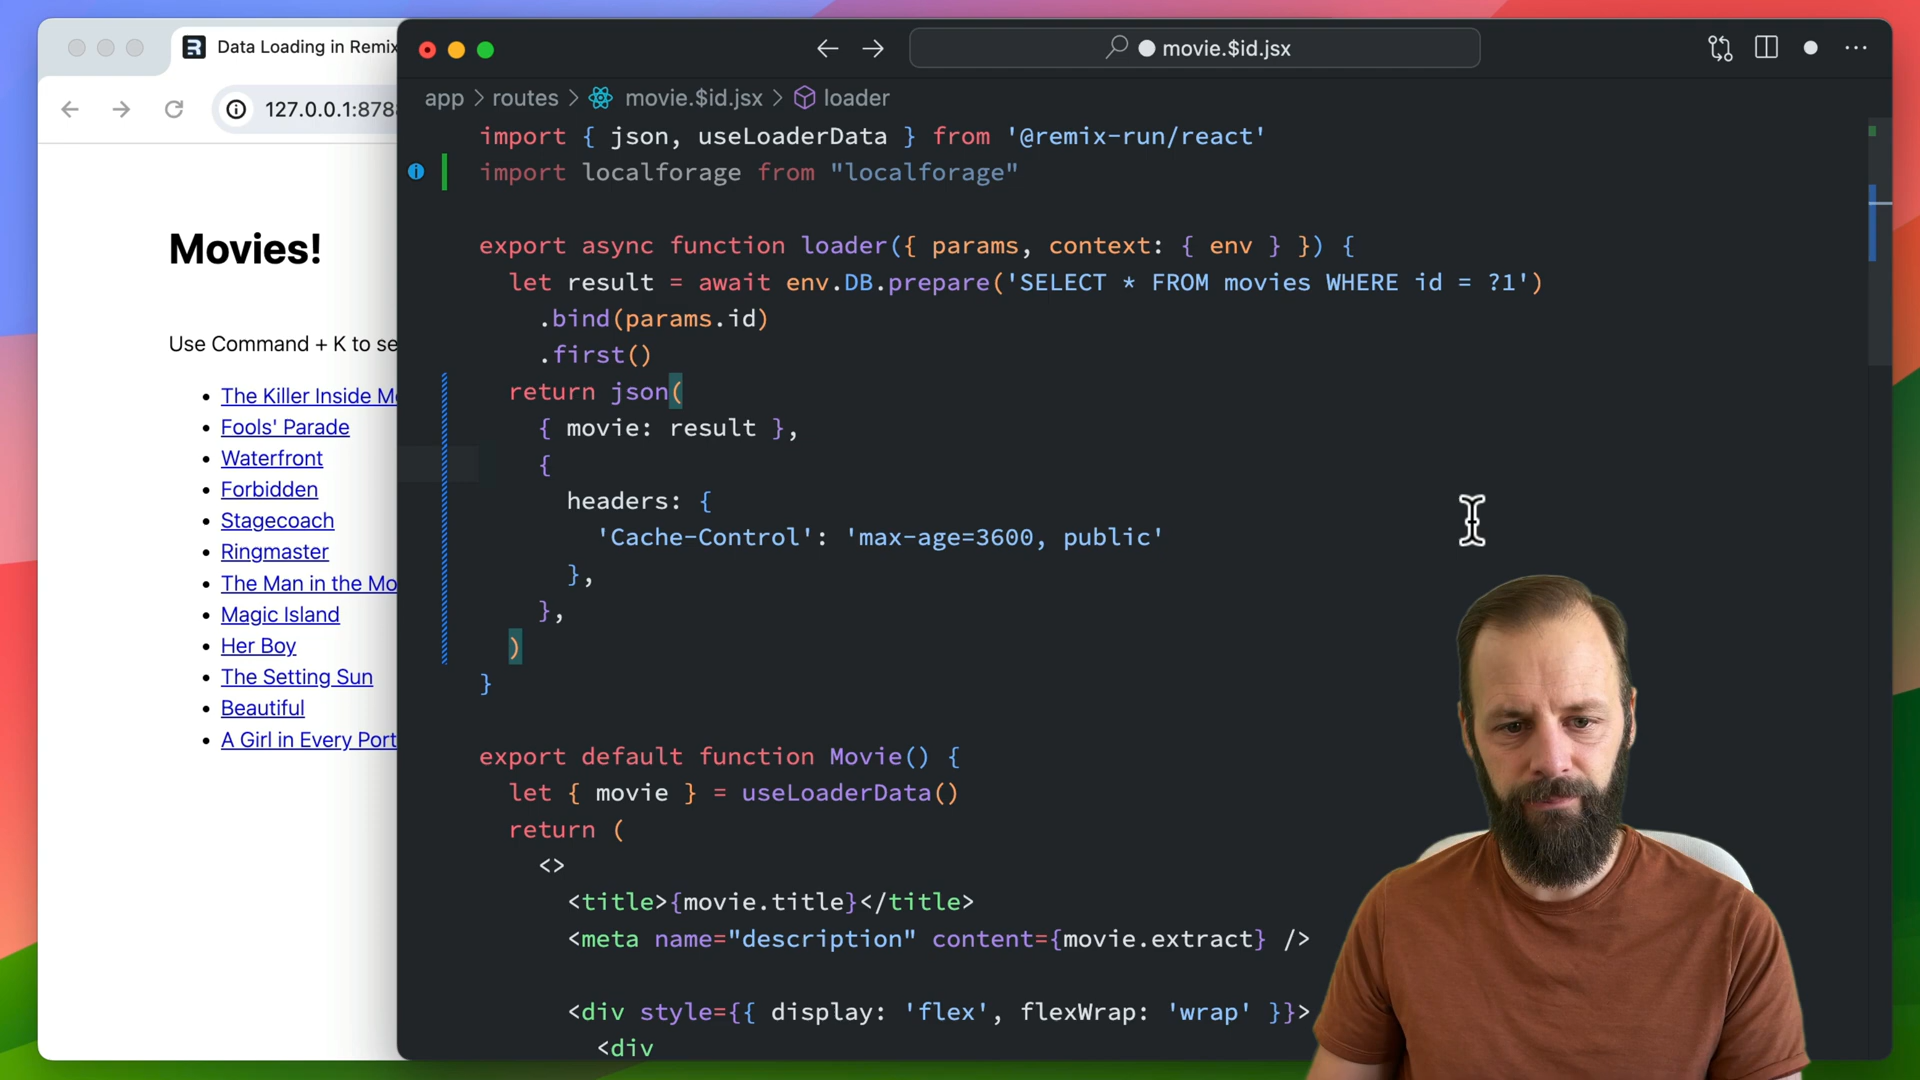 Data Loading in Remix
127.0.0.1:878
Movies!
Use Command + K to se
The Killer Inside M
Fools' Parade
Waterfront
Forbidden
Stagecoach
Ringmaster
The Man in the Mo
Magic Island
Her Boy
The Setting Sun
Beautiful
A Girl in Every Port
movie.$id.jsx
app > routes > movie.$id.jsx > loader
import { json, useLoaderData } from '@remix-run/react'
import localforage from "localforage"
export async function loader({ params, context: { env } }) {
let result = await env.DB.prepare('SELECT * FROM movies WHERE id = ?1')
.bind(params.id)
.first()
return json(
{ movie: result },
{
headers: {
'Cache-Control': 'max-age=3600, public'
},
},
)
}
export default function Movie() {
let { movie } = useLoaderData()
return (
<>
<title>{movie.title}</title>
<meta name="description" content={movie.extract} />
<div style={{ display: 'flex', flexWrap: 'wrap' }}>
<div